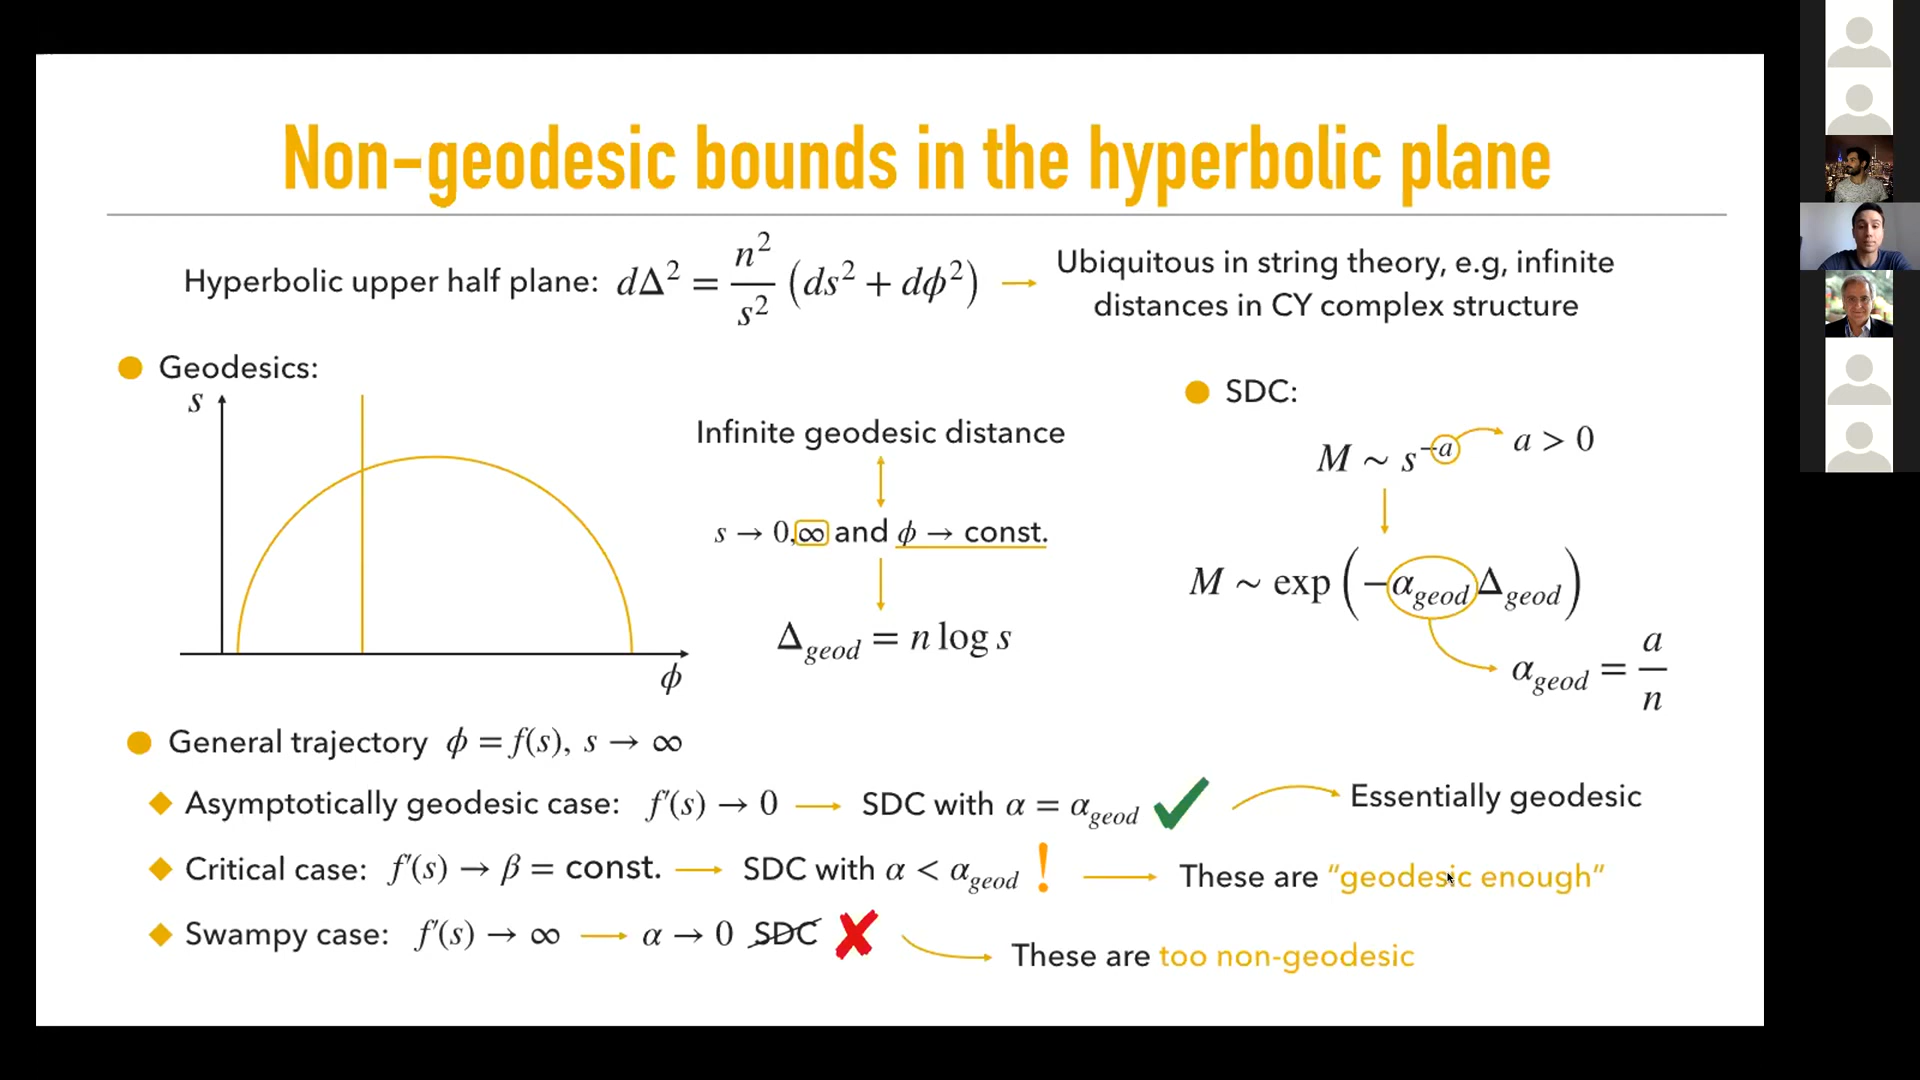 Non-geodesic bounds in the hyperbolic plane
Hyperbolic upper half plane: dΔ² = n²/s² (ds² + dϕ²) → Ubiquitous in string theory, e.g, infinite
distances in CY complex structure
Geodesics:
s
ϕ
Infinite geodesic distance
s → 0,∞ and ϕ → const.
Δ_geod = n log s
SDC:
M ∼ s^{−a} a > 0
M ∼ exp (−α_geod Δ_geod)
α_geod = a/n
General trajectory ϕ = f(s), s → ∞
Asymptotically geodesic case: f′(s) → 0 → SDC with α = α_geod ✓ Essentially geodesic
Critical case: f′(s) → β = const. → SDC with α < α_geod ! → These are "geodesic enough"
Swampy case: f′(s) → ∞ → α → 0 SDC ✗ These are too non-geodesic